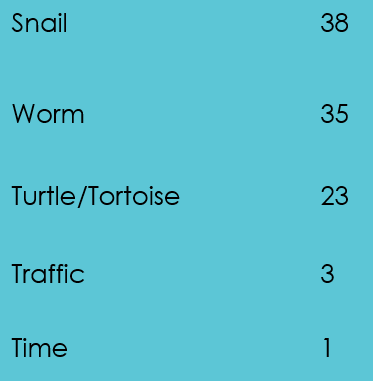 Snail 38
Worm 35
Turtle/Tortoise 23
Traffic 3
Time 1